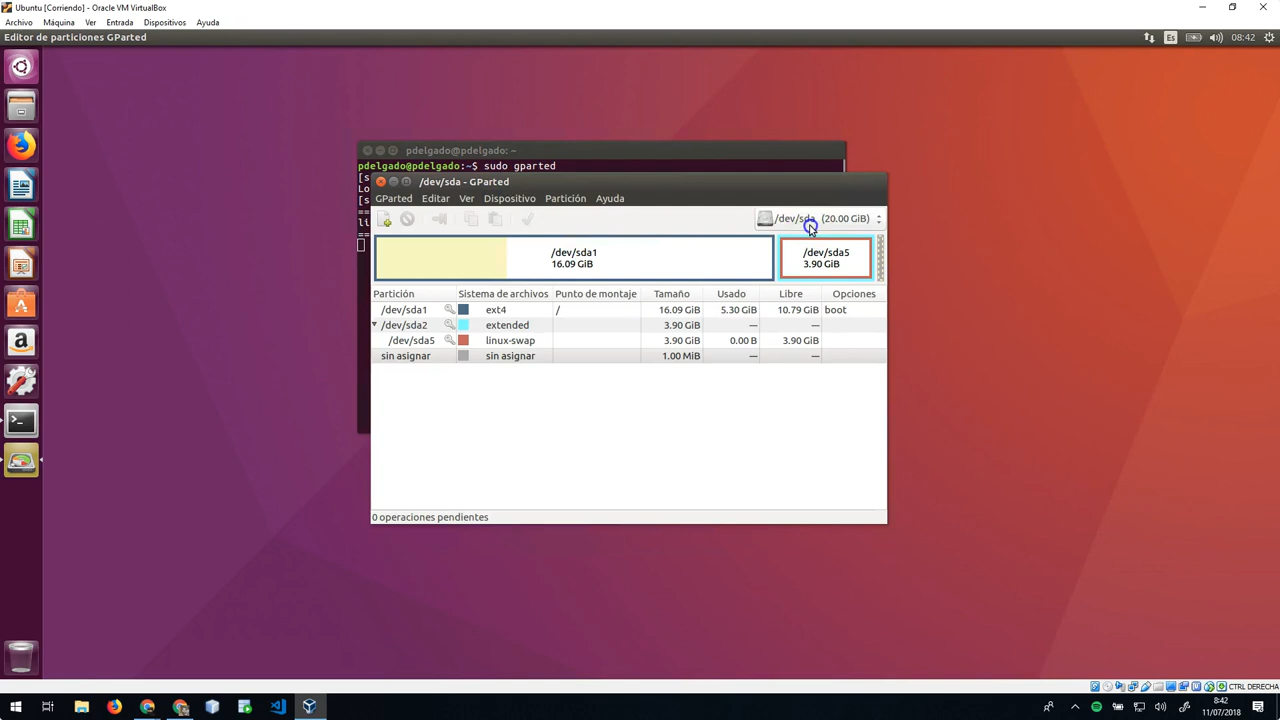 Ubuntu [Corriendo] - Oracle VM VirtualBox
Archivo Máquina Ver Entrada Dispositivos Ayuda
Editor de particiones GParted
Es
08:42
pdelgado@pdelgado: ~
pdelgado@pdelgado:~$ sudo gparted
[s
/dev/sda - GParted
Lo
[s
GParted Editar Ver Dispositivo Partición Ayuda
==
li
==
/dev/sda (20.00 GiB)
/dev/sda1
16.09 GiB
/dev/sda5
3.90 GiB
Partición Sistema de archivos Punto de montaje Tamaño Usado Libre Opciones
/dev/sda1 ext4 / 16.09 GiB 5.30 GiB 10.79 GiB boot
/dev/sda2 extended 3.90 GiB — —
/dev/sda5 linux-swap 3.90 GiB 0.00 B 3.90 GiB
sin asignar sin asignar 1.00 MiB — —
0 operaciones pendientes
CTRL DERECHA
8:42
11/07/2018